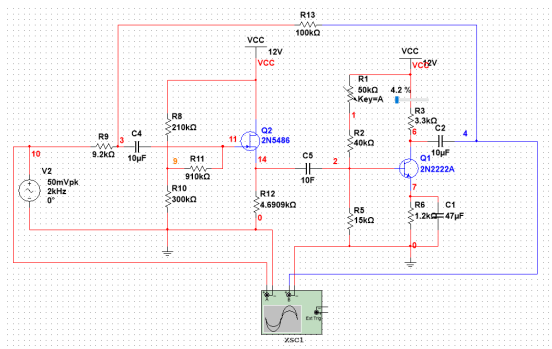 R13
100kΩ
VCC
12V
VCC
VCC
12V
VCC
R1
50kΩ
Key=A
4.2 %
R8
210kΩ
R3
3.3kΩ
1
6
C2
10µF
4
R9
9.2kΩ
3
C4
10µF
11
Q2
2N5486
10
R2
40kΩ
9
R11
910kΩ
14
C5
10F
2
Q1
2N2222A
V2
50mVpk
2kHz
0°
R10
300kΩ
R12
4.6909kΩ
0
7
R5
15kΩ
R6
1.2kΩ
C1
47µF
0
Ext Trg
XSC1